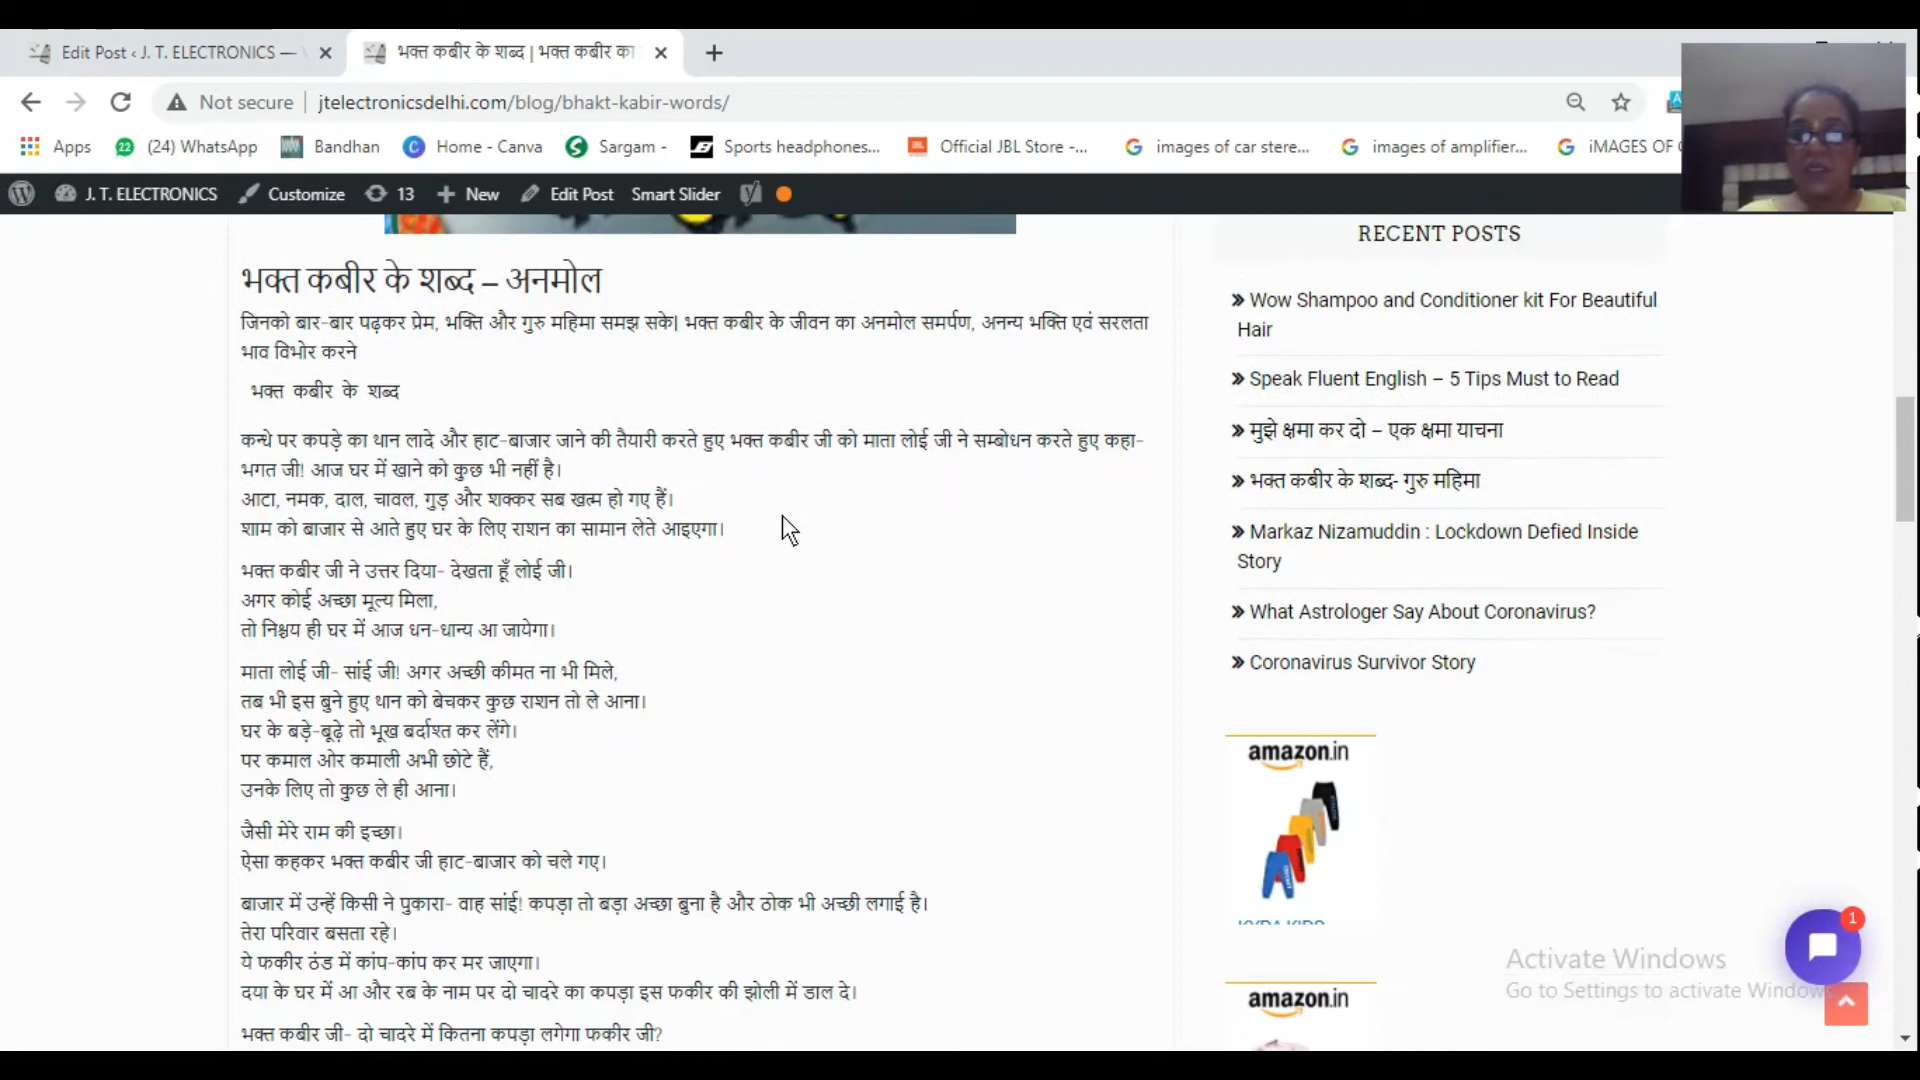 Edit Post ‹ J. T. ELECTRONICS —
भक्त कबीर के शब्द | भक्त कबीर का
Not secure
jtelectronicsdelhi.com/blog/bhakt-kabir-words/
Apps
22
(24) WhatsApp
Bandhan
Home - Canva
Sargam -
Sports headphones...
Official JBL Store -...
images of car stere...
images of amplifier...
iMAGES OF
J. T. ELECTRONICS
Customize
13
New
Edit Post
Smart Slider
भक्त कबीर के शब्द – अनमोल
जिनको बार-बार पढ़कर प्रेम, भक्ति और गुरु महिमा समझ सके| भक्त कबीर के जीवन का अनमोल समर्पण, अनन्य भक्ति एवं सरलता
भाव विभोर करने
भक्त कबीर के शब्द
कन्धे पर कपड़े का थान लादे और हाट-बाजार जाने की तैयारी करते हुए भक्त कबीर जी को माता लोई जी ने सम्बोधन करते हुए कहा-
भगत जी! आज घर में खाने को कुछ भी नहीं है।
आटा, नमक, दाल, चावल, गुड़ और शक्कर सब खत्म हो गए हैं।
शाम को बाजार से आते हुए घर के लिए राशन का सामान लेते आइएगा।
भक्त कबीर जी ने उत्तर दिया- देखता हूँ लोई जी।
अगर कोई अच्छा मूल्य मिला,
तो निश्चय ही घर में आज धन-धान्य आ जायेगा।
माता लोई जी- सांई जी! अगर अच्छी कीमत ना भी मिले,
तब भी इस बुने हुए थान को बेचकर कुछ राशन तो ले आना।
घर के बड़े-बूढ़े तो भूख बर्दाश्त कर लेंगे।
पर कमाल ओर कमाली अभी छोटे हैं,
उनके लिए तो कुछ ले ही आना।
जैसी मेरे राम की इच्छा।
ऐसा कहकर भक्त कबीर जी हाट-बाजार को चले गए।
बाजार में उन्हें किसी ने पुकारा- वाह सांई! कपड़ा तो बड़ा अच्छा बुना है और ठोक भी अच्छी लगाई है।
तेरा परिवार बसता रहे।
ये फकीर ठंड में कांप-कांप कर मर जाएगा।
दया के घर में आ और रब के नाम पर दो चादरे का कपड़ा इस फकीर की झोली में डाल दे।
भक्त कबीर जी- दो चादरे में कितना कपड़ा लगेगा फकीर जी?
RECENT POSTS
Wow Shampoo and Conditioner kit For Beautiful
Hair
Speak Fluent English – 5 Tips Must to Read
मुझे क्षमा कर दो – एक क्षमा याचना
भक्त कबीर के शब्द- गुरु महिमा
Markaz Nizamuddin : Lockdown Defied Inside
Story
What Astrologer Say About Coronavirus?
Coronavirus Survivor Story
amazon.in
amazon.in
1
Activate Windows
Go to Settings to activate Windows